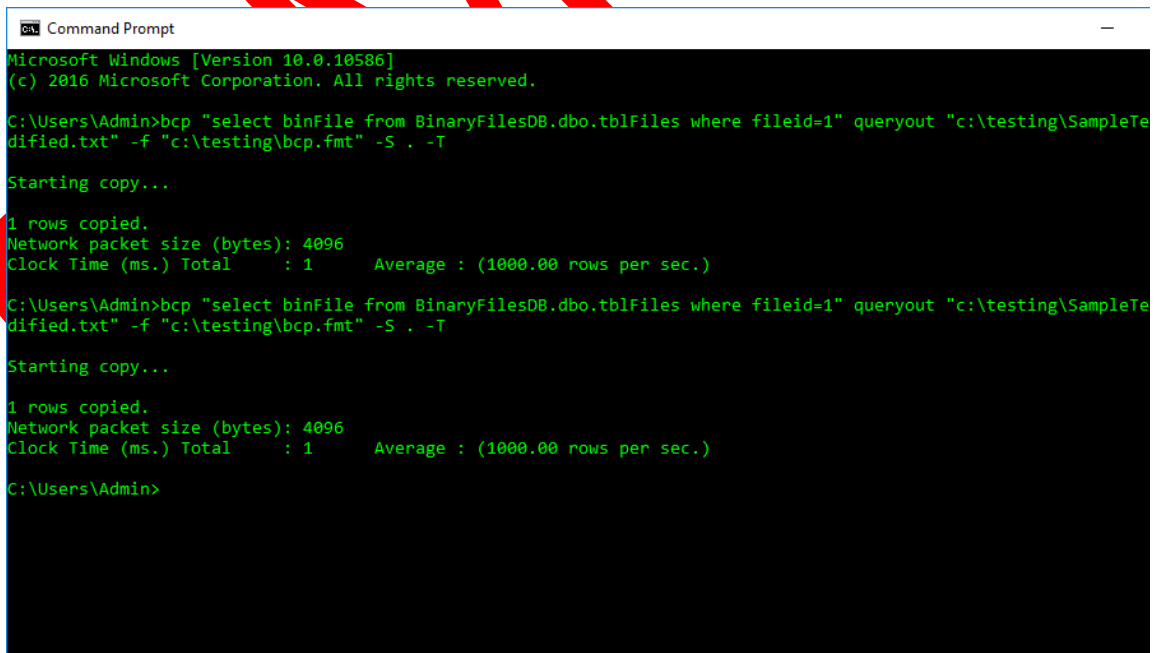 Command Prompt
Microsoft Windows [Version 10.0.10586]
(c) 2016 Microsoft Corporation. All rights reserved.
C:\Users\Admin>bcp "select binFile from BinaryFilesDB.dbo.tblFiles where fileid=1" queryout "c:\testing\SampleTe
dified.txt" -f "c:\testing\bcp.fmt" -S . -T
Starting copy...
1 rows copied.
Network packet size (bytes): 4096
Clock Time (ms.) Total     : 1      Average : (1000.00 rows per sec.)
C:\Users\Admin>bcp "select binFile from BinaryFilesDB.dbo.tblFiles where fileid=1" queryout "c:\testing\SampleTe
dified.txt" -f "c:\testing\bcp.fmt" -S . -T
Starting copy...
1 rows copied.
Network packet size (bytes): 4096
Clock Time (ms.) Total     : 1      Average : (1000.00 rows per sec.)
C:\Users\Admin>